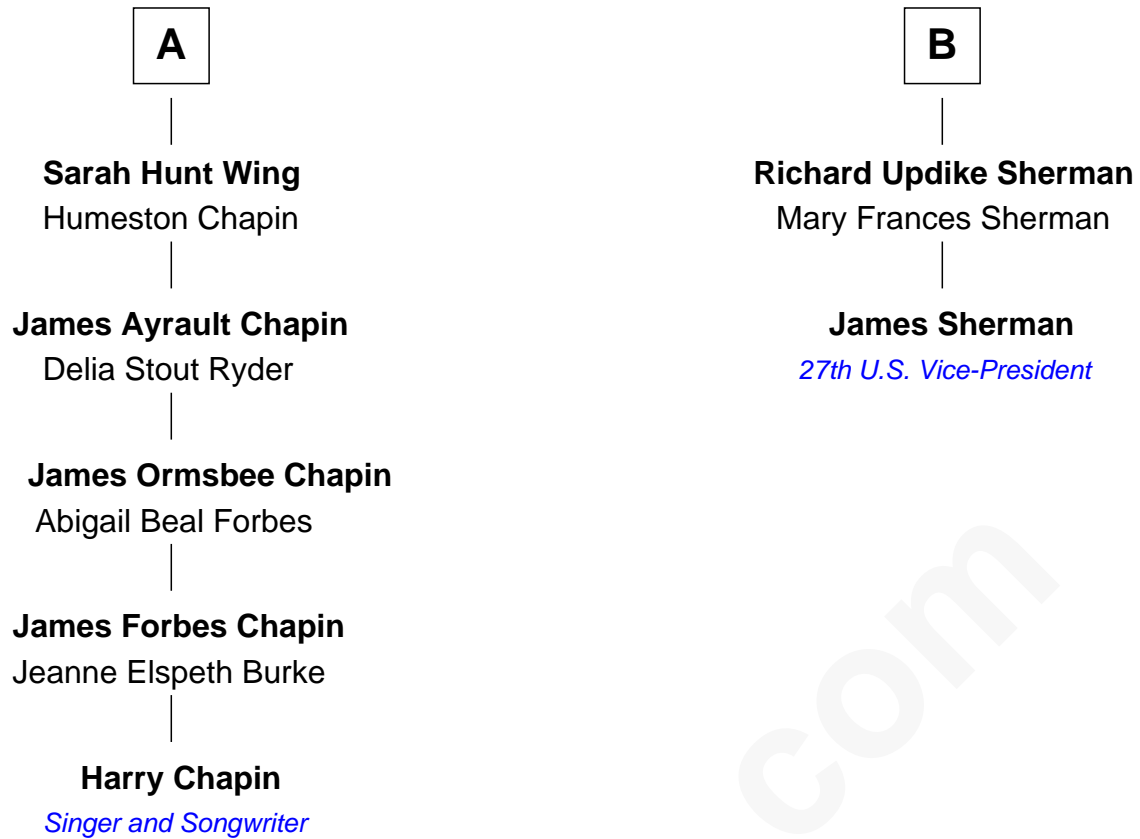 A
Sarah Hunt Wing
Humeston Chapin
James Ayrault Chapin
Delia Stout Ryder
James Ormsbee Chapin
Abigail Beal Forbes
James Forbes Chapin
Jeanne Elspeth Burke
Harry Chapin
Singer and Songwriter
B
Richard Updike Sherman
Mary Frances Sherman
James Sherman
27th U.S. Vice-President
com